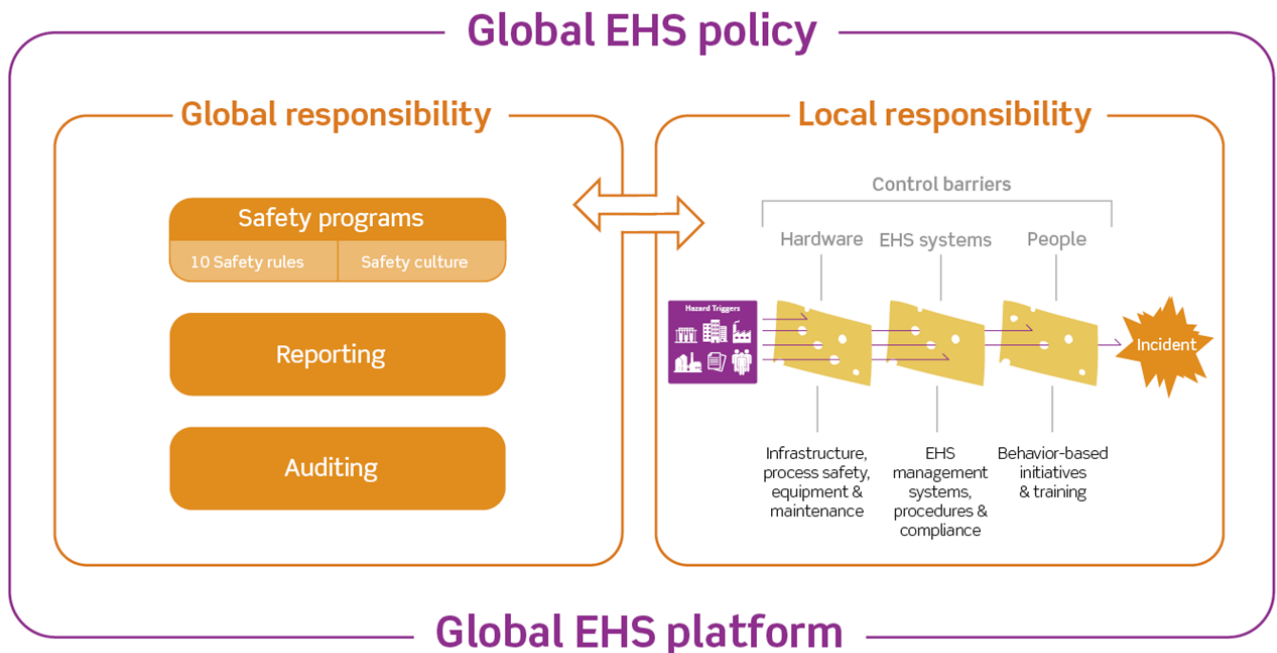 Global EHS policy
Global responsibility
Safety programs
10 Safety rules
Safety culture
Reporting
Auditing
Local responsibility
Control barriers
Hardware
EHS systems
People
Hazard Triggers
Incident
Infrastructure,
process safety,
equipment &
maintenance
EHS
management
systems,
procedures &
compliance
Behavior-based
initiatives
& training
Global EHS platform